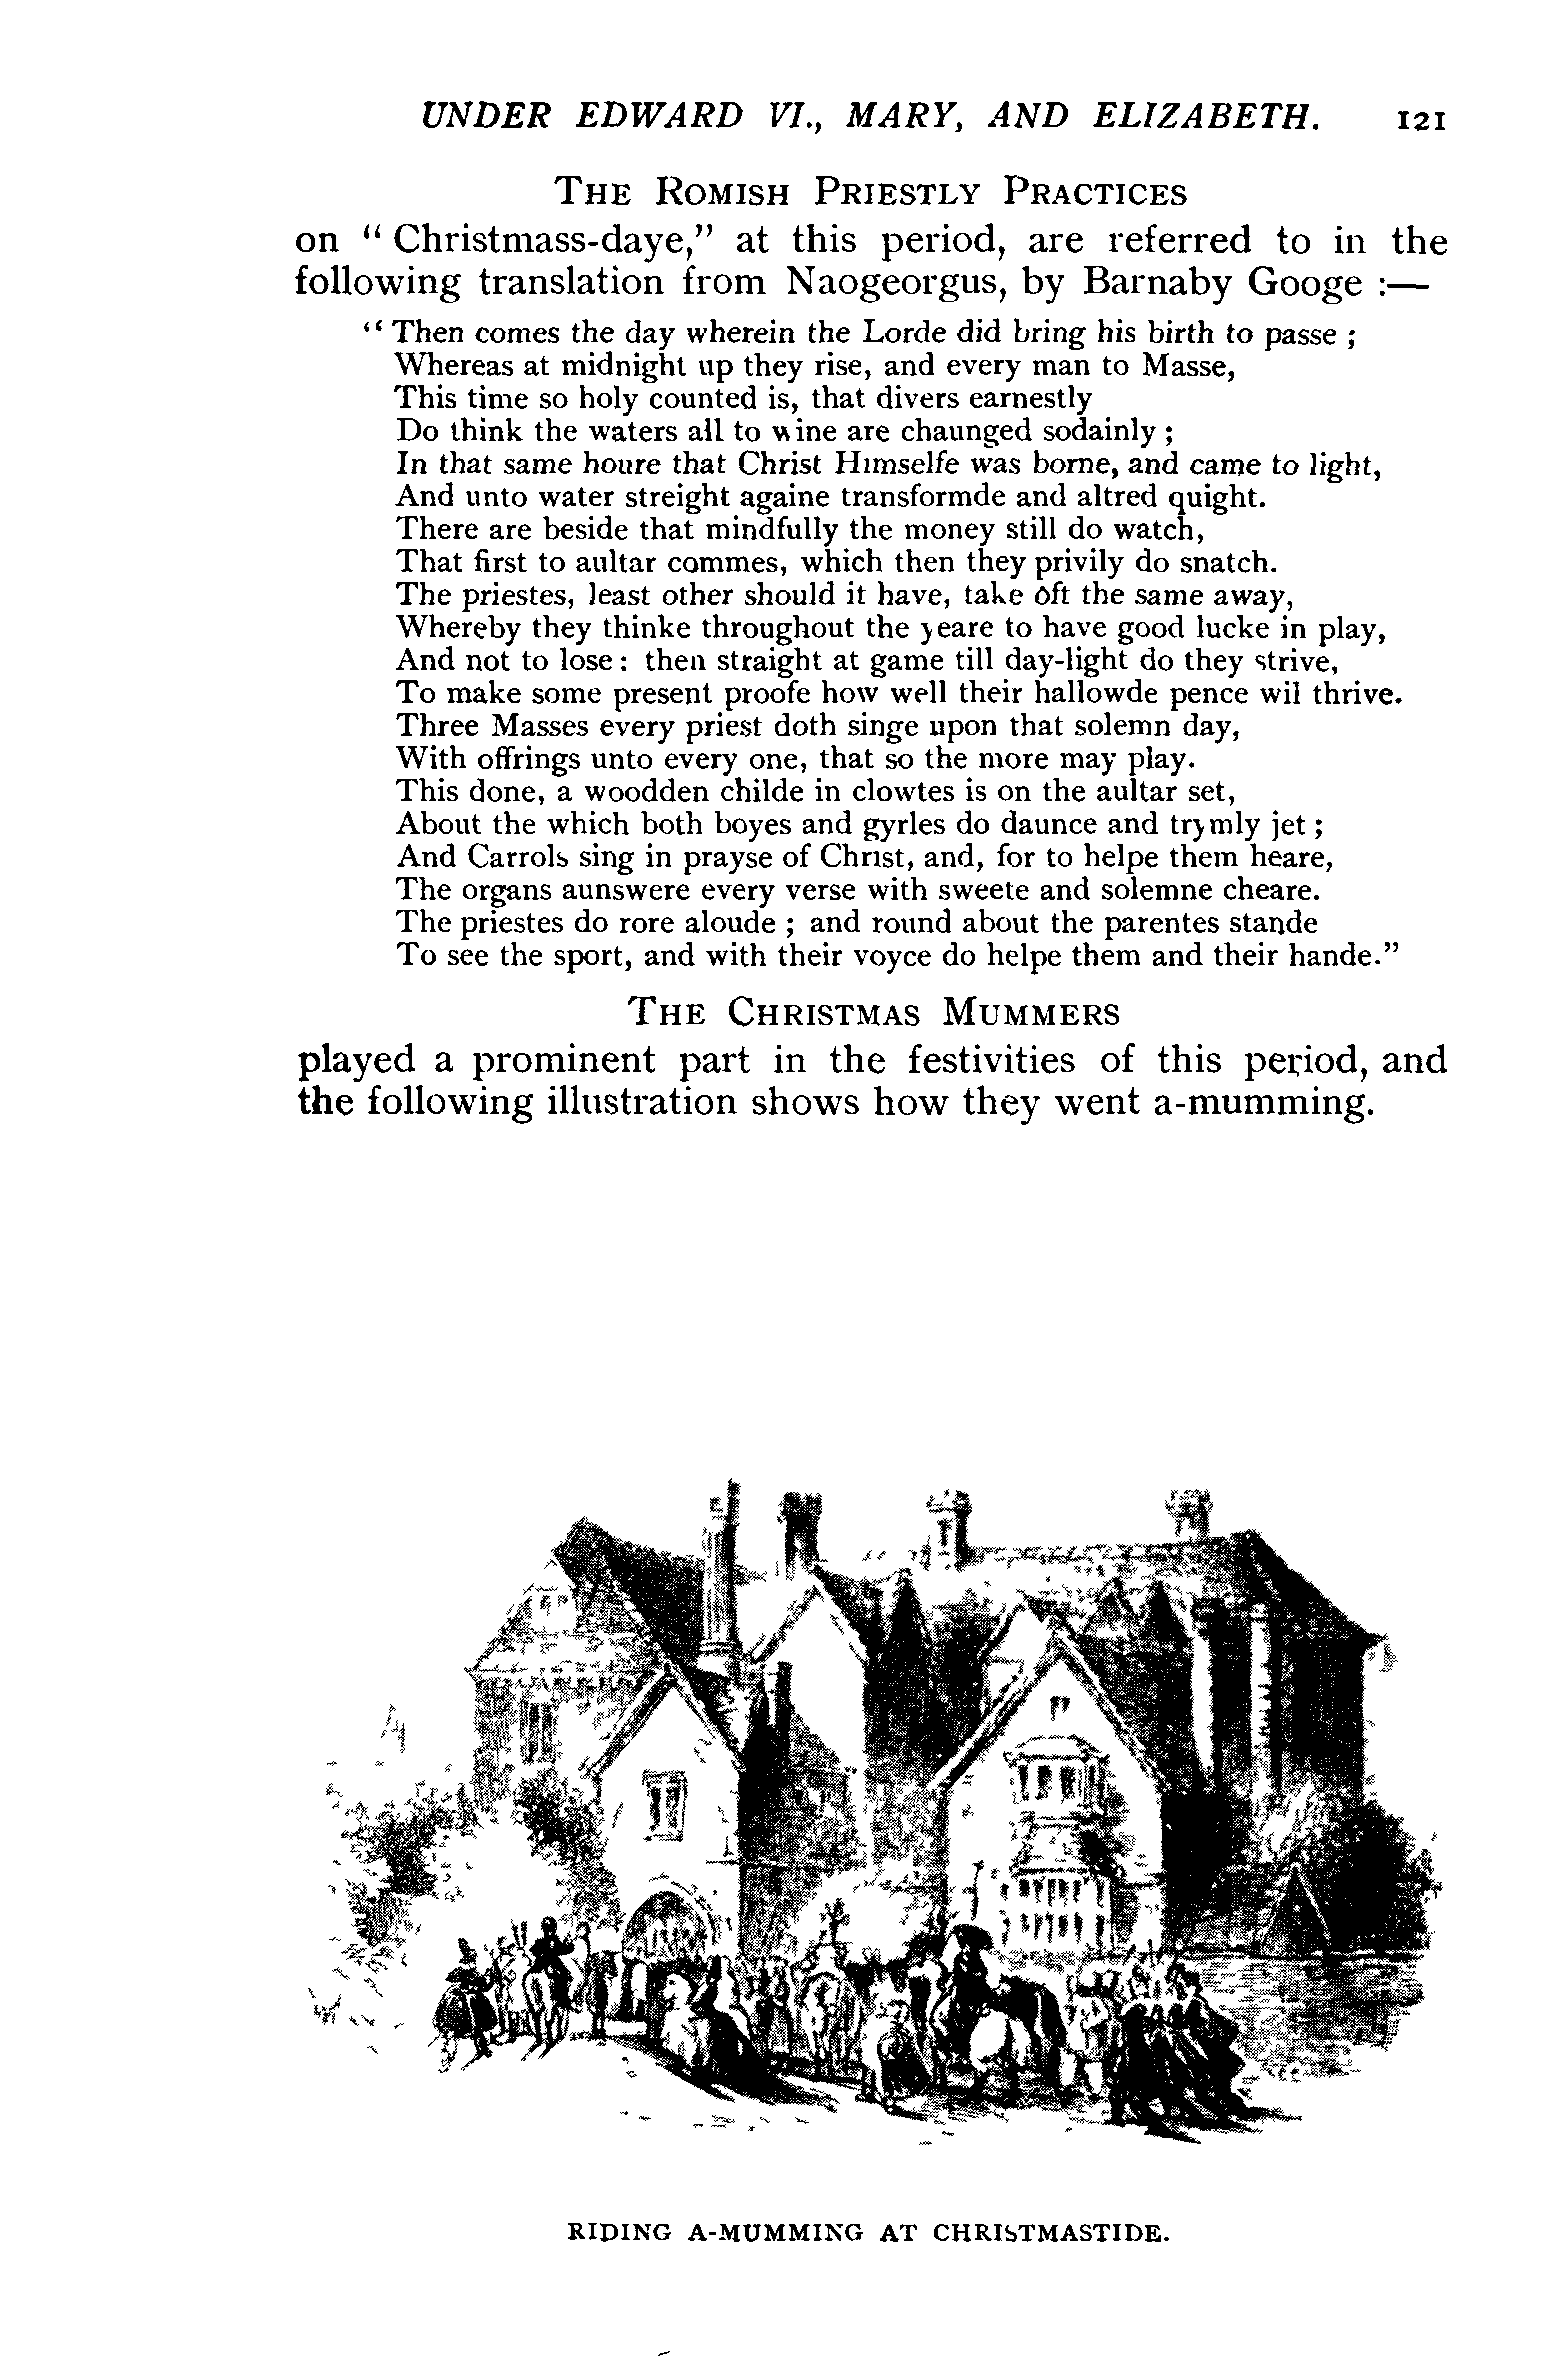 UNDER EDWARD VI., MARY, AND ELIZABETH. 121
THE ROMISH PRIESTLY PRACTICES
on “Christmass-daye,” at this period, are referred to in the
following translation from Naogeorgus, by Barnaby Googe :—
“Then comes the day wherein the Lorde did bring his birth to passe ;
Whereas at midnight up they rise, and every man to Masse,
This time so holy counted is, that divers earnestly
Do think the waters all to wine are chaunged sodainly ;
In that same houre that Christ Himselfe was borne, and came to light,
And unto water streight againe transformde and altred quight.
There are beside that mindfully the money still do watch,
That first to aultar commes, which then they privily do snatch.
The priestes, least other should it have, take oft the same away,
Whereby they thinke throughout the yeare to have good lucke in play,
And not to lose : then straight at game till day-light do they strive,
To make some present proofe how well their hallowde pence wil thrive.
Three Masses every priest doth singe upon that solemn day,
With offrings unto every one, that so the more may play.
This done, a woodden childe in clowtes is on the aultar set,
About the which both boyes and gyrles do daunce and trymly jet ;
And Carrols sing in prayse of Christ, and, for to helpe them heare,
The organs aunswere every verse with sweete and solemne cheare.
The priestes do rore aloude ; and round about the parentes stande
To see the sport, and with their voyce do helpe them and their hande.”
THE CHRISTMAS MUMMERS
played a prominent part in the festivities of this period, and
the following illustration shows how they went a-mumming.
RIDING A-MUMMING AT CHRISTMASTIDE.